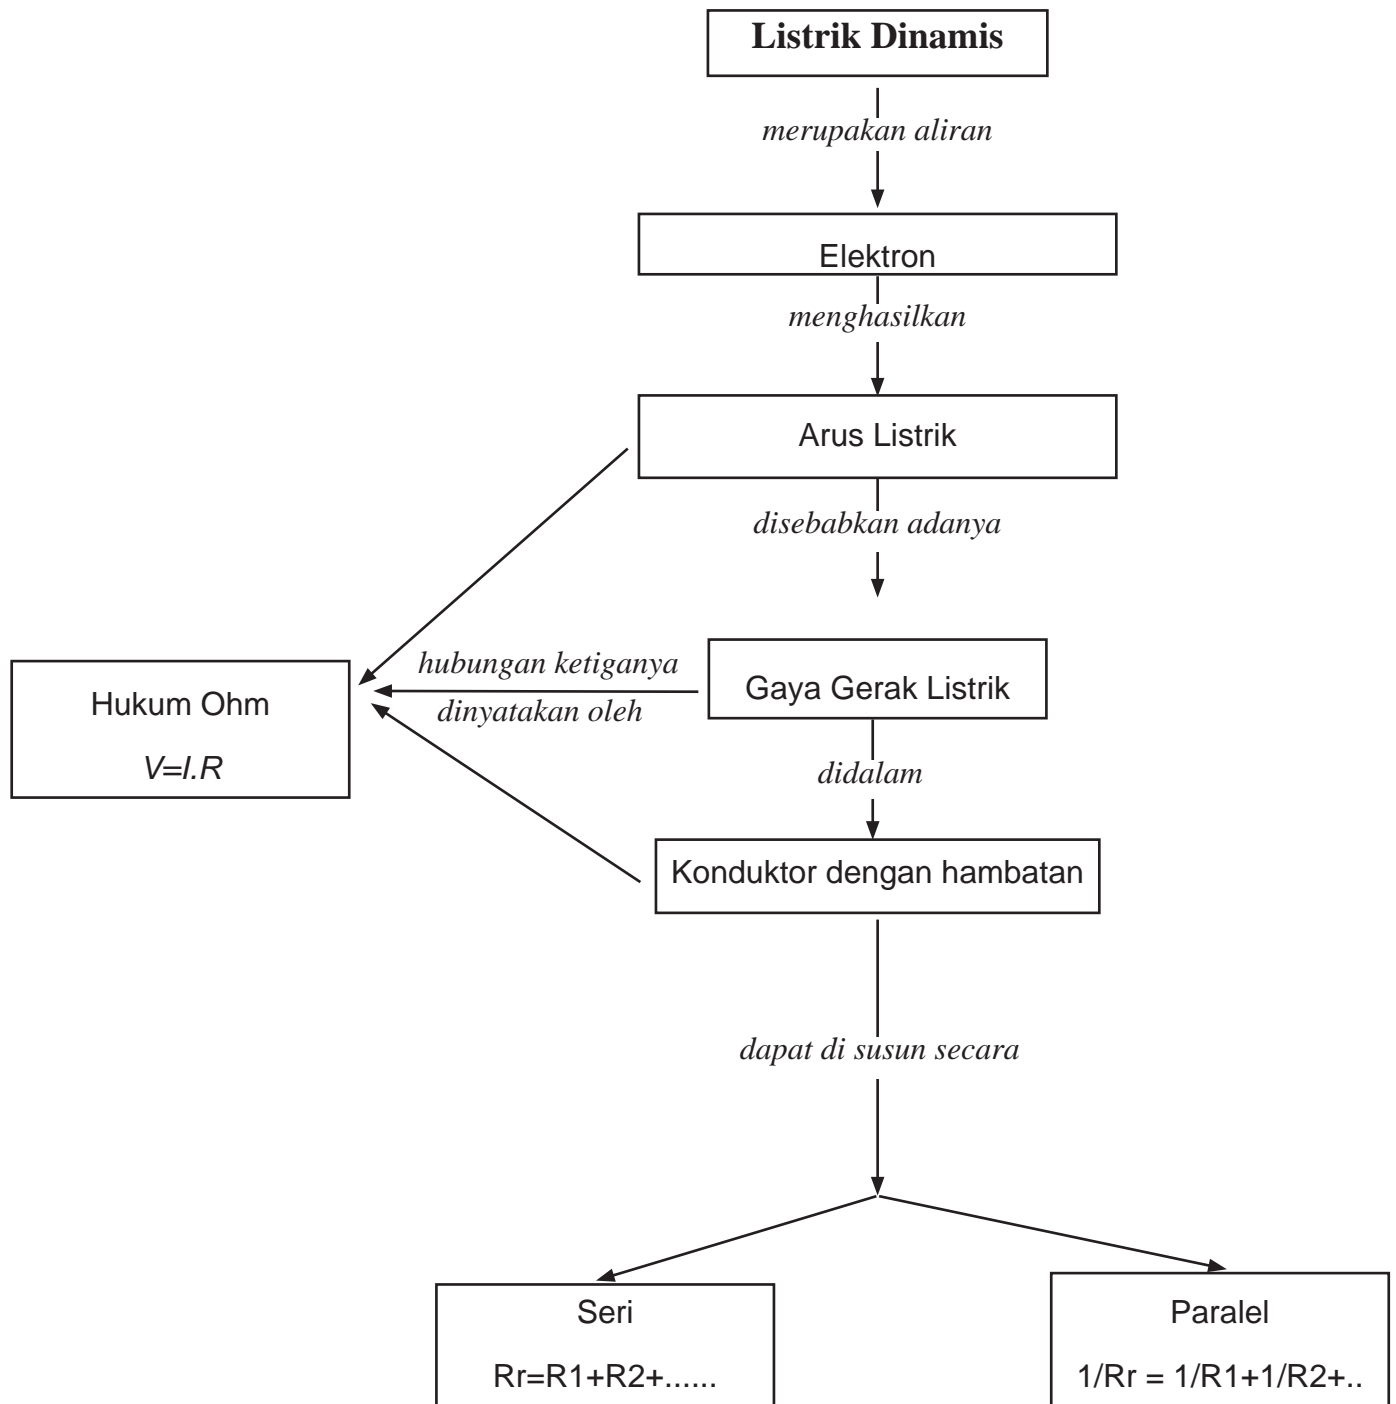 Listrik Dinamis
merupakan aliran
Elektron
menghasilkan
Arus Listrik
disebabkan adanya
hubungan ketiganya
dinyatakan oleh
Gaya Gerak Listrik
Hukum Ohm
V=I.R
didalam
Konduktor dengan hambatan
dapat di susun secara
Seri
Rr=R1+R2+......
Paralel
1/Rr = 1/R1+1/R2+..